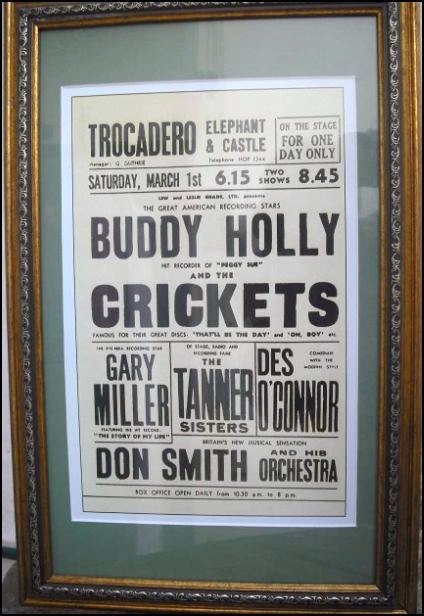 TROCADERO ELEPHANT & CASTLE
Manager: G. GUTHRIE Telephone HOP 1344
ON THE STAGE
FOR ONE
DAY ONLY
SATURDAY, MARCH 1st 6.15 TWO SHOWS 8.45
LEW and LESLIE GRADE, LTD. presents
THE GREAT AMERICAN RECORDING STARS
BUDDY HOLLY
HIT RECORDER OF "PEGGY SUE"
AND THE
CRICKETS
FAMOUS FOR THEIR GREAT DISCS. "THAT'LL BE THE DAY' and 'OH, BOY' etc.
RECORDING STAR
GARY
MILLER
FEATURING HIS HIT RECORD.
"THE STORY OF MY LIFE"
OF STAGE, RADIO AND
RECORDING FAME
THE
TANNER
SISTERS
DES
O'CONNOR
COMEDIAN
WITH THE
MODERN STYLE
BRITAIN'S NEW MUSICAL SENSATION
DON SMITH AND HIS ORCHESTRA
BOX OFFICE OPEN DAILY from 10.30 a.m. to 8 p.m.